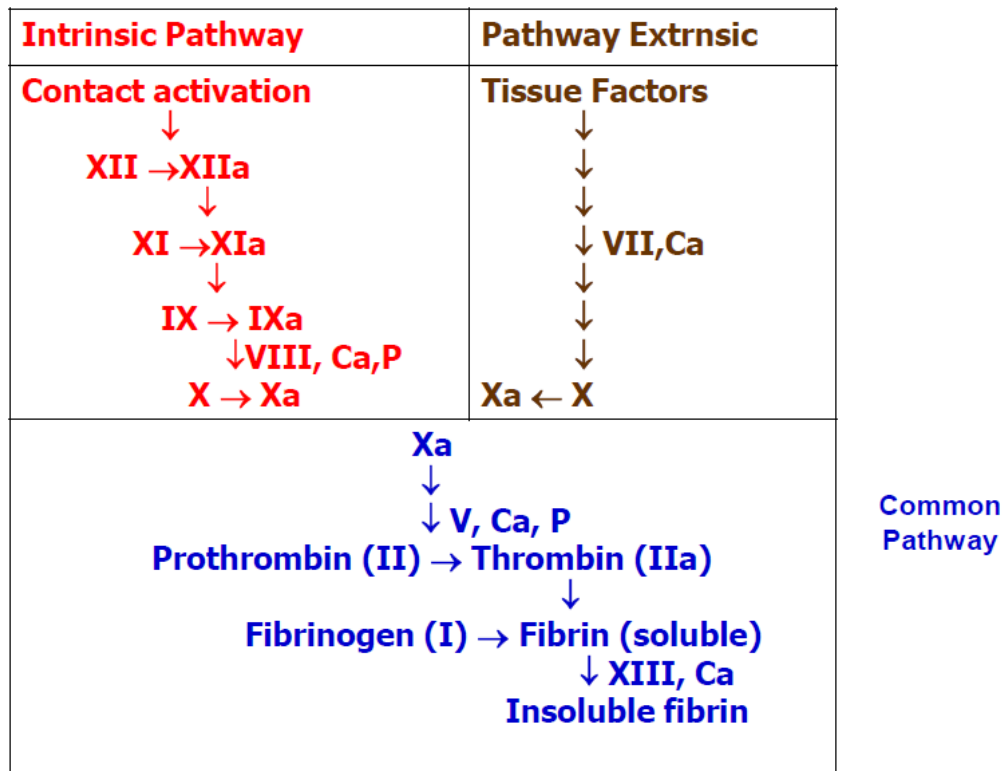 Intrinsic Pathway
Pathway Extrnsic
Contact activation
↓
XII →XIIa
↓
XI →XIa
↓
IX → IXa
↓VIII, Ca,P
X → Xa
Tissue Factors
↓
↓
↓
↓ VII,Ca
↓
↓
↓
Xa ← X
Xa
↓
↓ V, Ca, P
Prothrombin (II) → Thrombin (IIa)
↓
Fibrinogen (I) → Fibrin (soluble)
↓ XIII, Ca
Insoluble fibrin
Common
Pathway